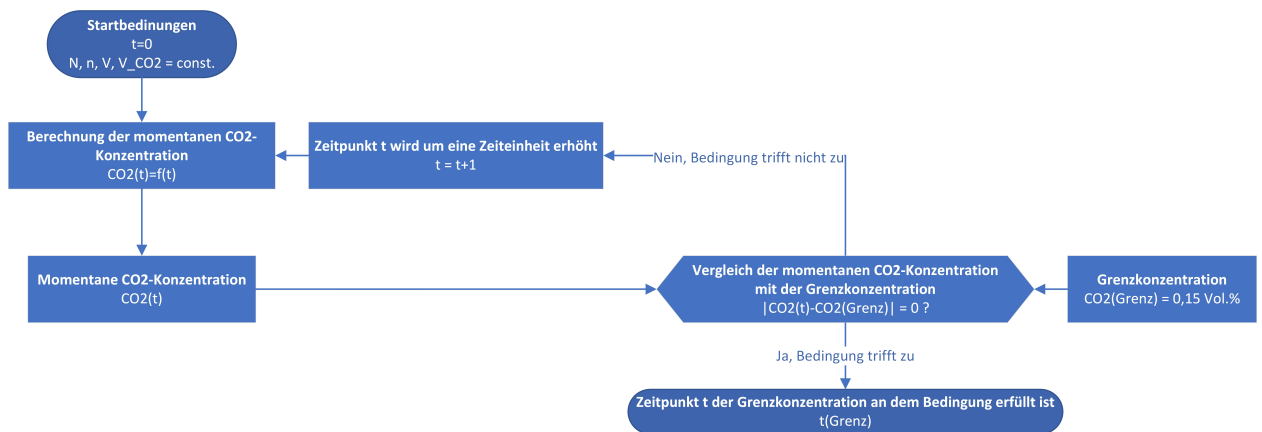 Startbedinungen
t=0
N, n, V, V_CO2 = const.
Berechnung der momentanen CO2-
Konzentration
CO2(t)=f(t)
Zeitpunkt t wird um eine Zeiteinheit erhöht
t = t+1
Nein, Bedingung trifft nicht zu
Momentane CO2-Konzentration
CO2(t)
Vergleich der momentanen CO2-Konzentration
mit der Grenzkonzentration
|CO2(t)-CO2(Grenz)| = 0 ?
Grenzkonzentration
CO2(Grenz) = 0,15 Vol.%
Ja, Bedingung trifft zu
Zeitpunkt t der Grenzkonzentration an dem Bedingung erfüllt ist
t(Grenz)